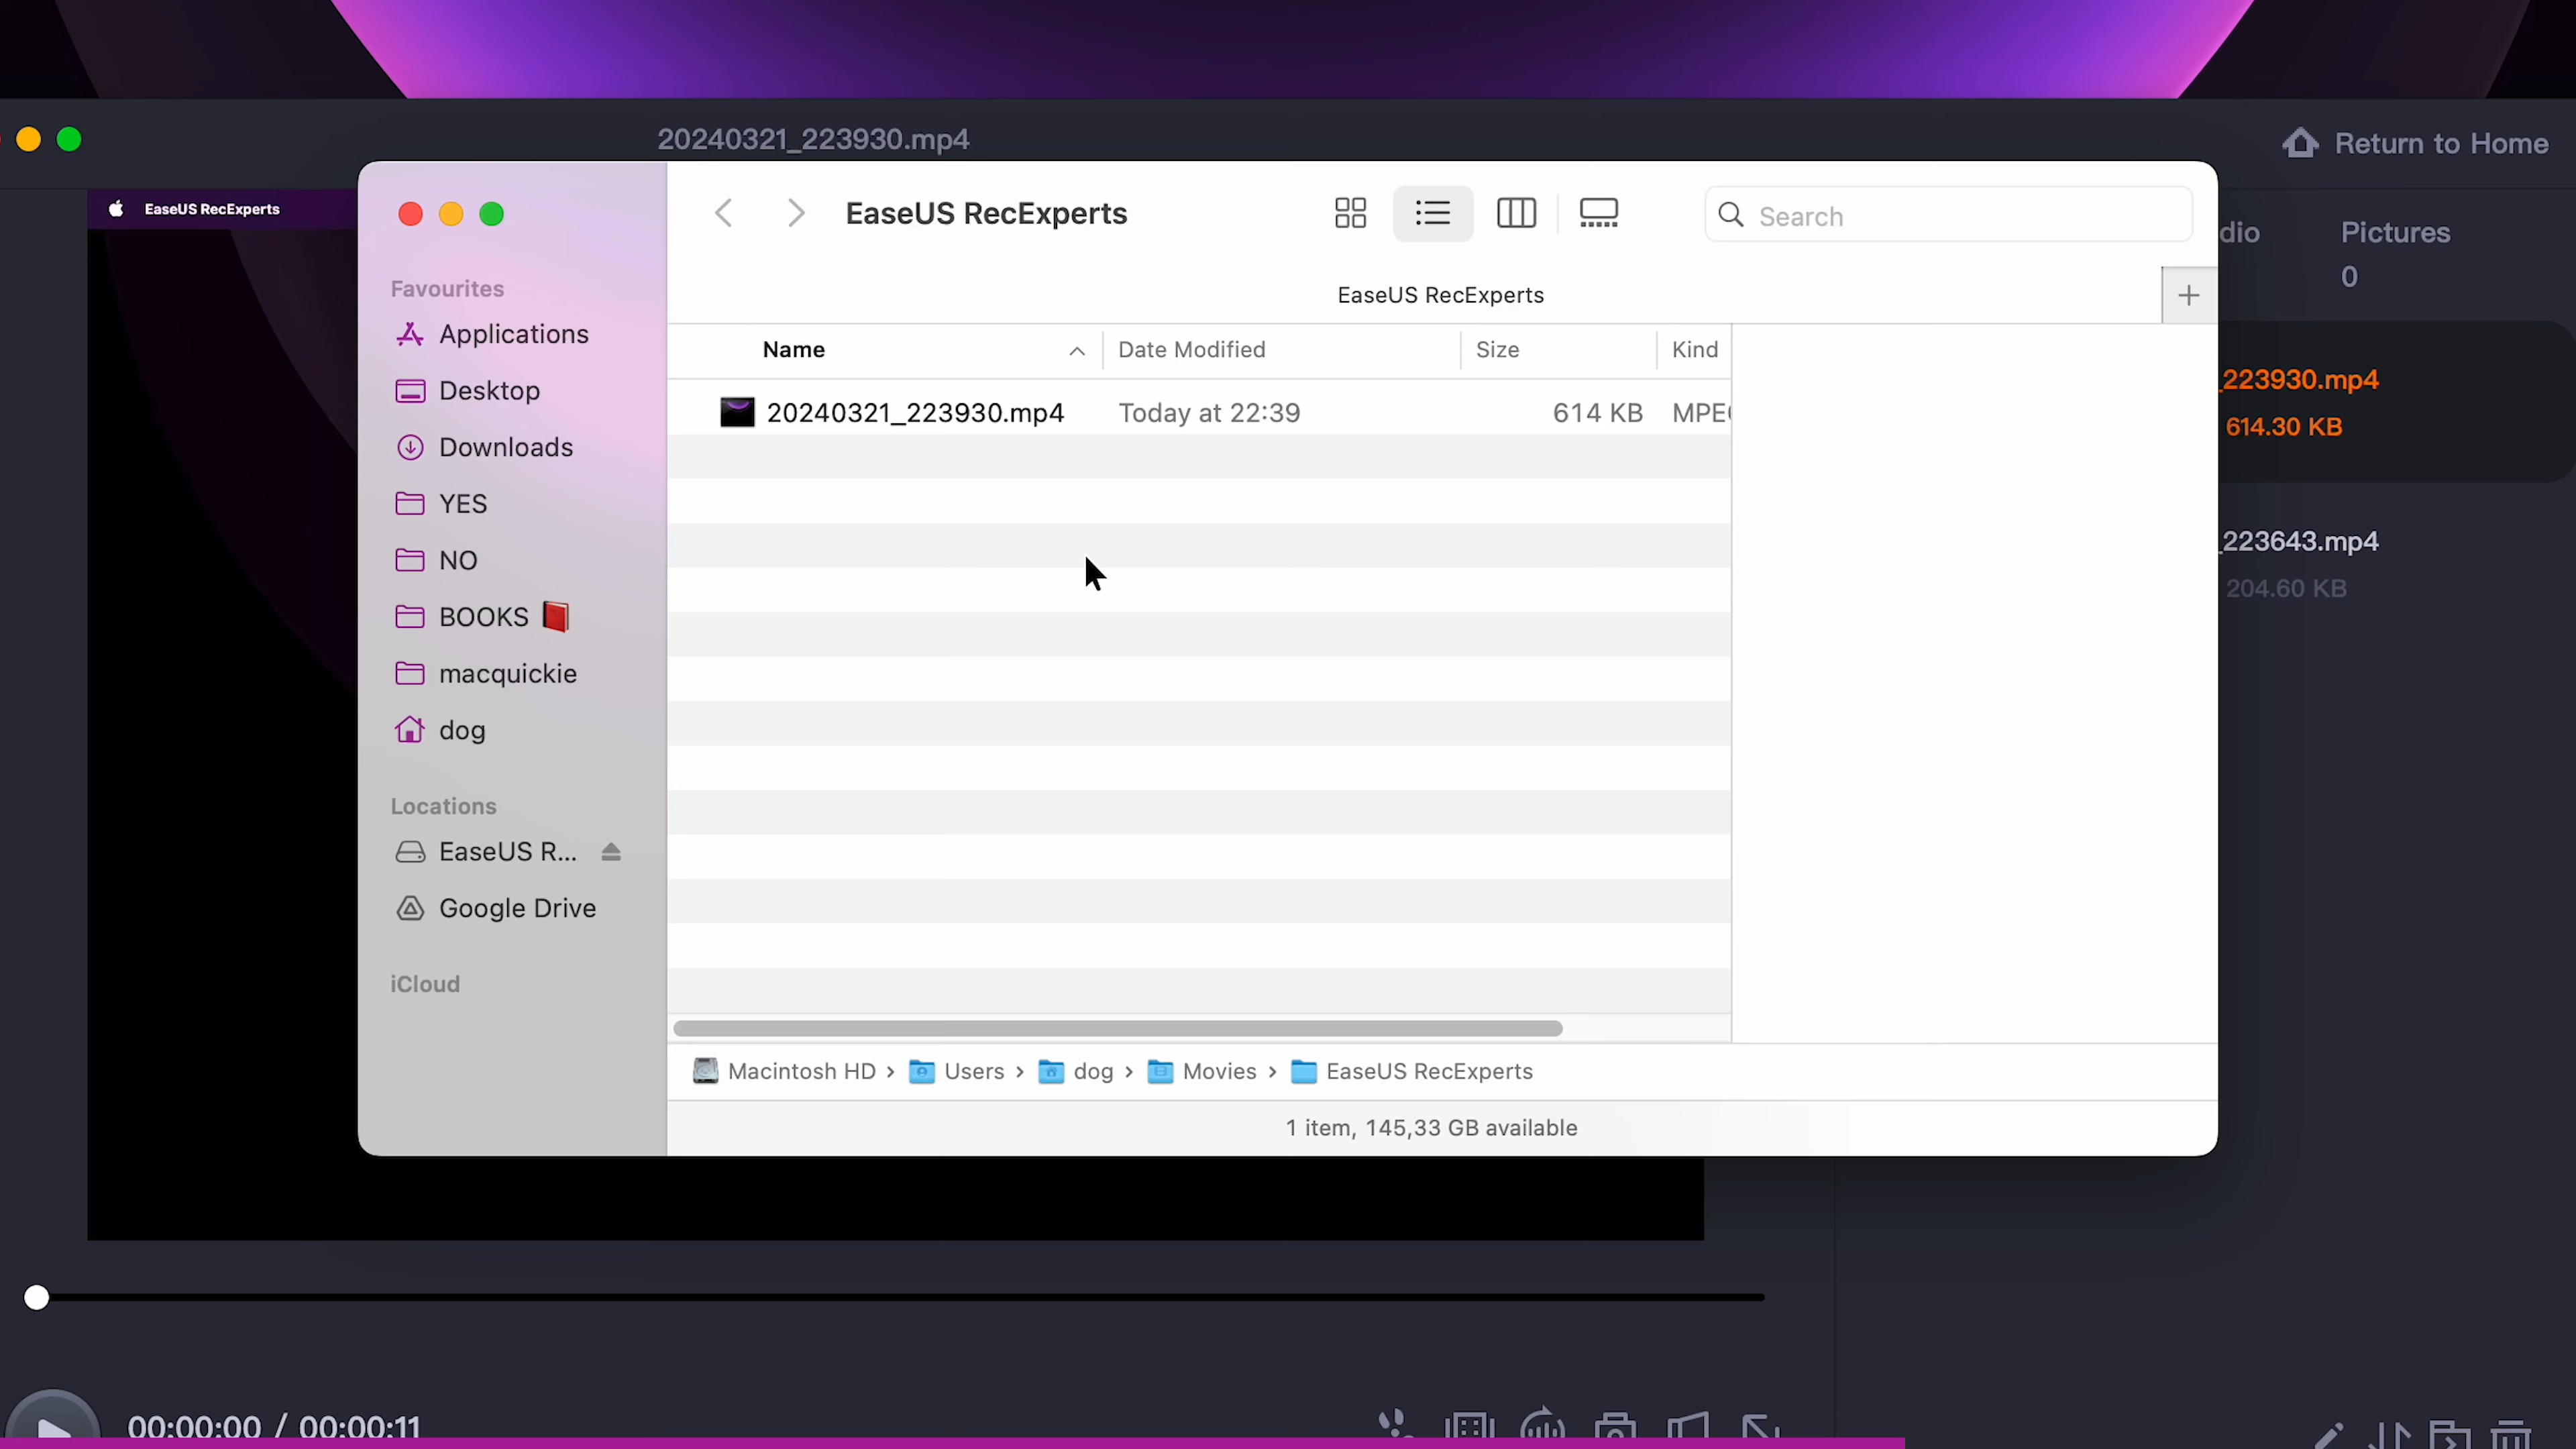 20240321_223930.mp4
Return to Home
EaseUS RecExperts
EaseUS RecExperts
Search
Pictures
0
EaseUS RecExperts
Favourites
Applications
Desktop
Downloads
YES
NO
BOOKS 📕
macquickie
dog
Locations
EaseUS R...
Google Drive
iCloud
Name Date Modified Size Kind
20240321_223930.mp4 Today at 22:39 614 KB
_223930.mp4
614.30 KB
_223643.mp4
204.60 KB
Macintosh HD › Users › dog › Movies › EaseUS RecExperts
1 item, 145,33 GB available
00:00:00 / 00:00:11